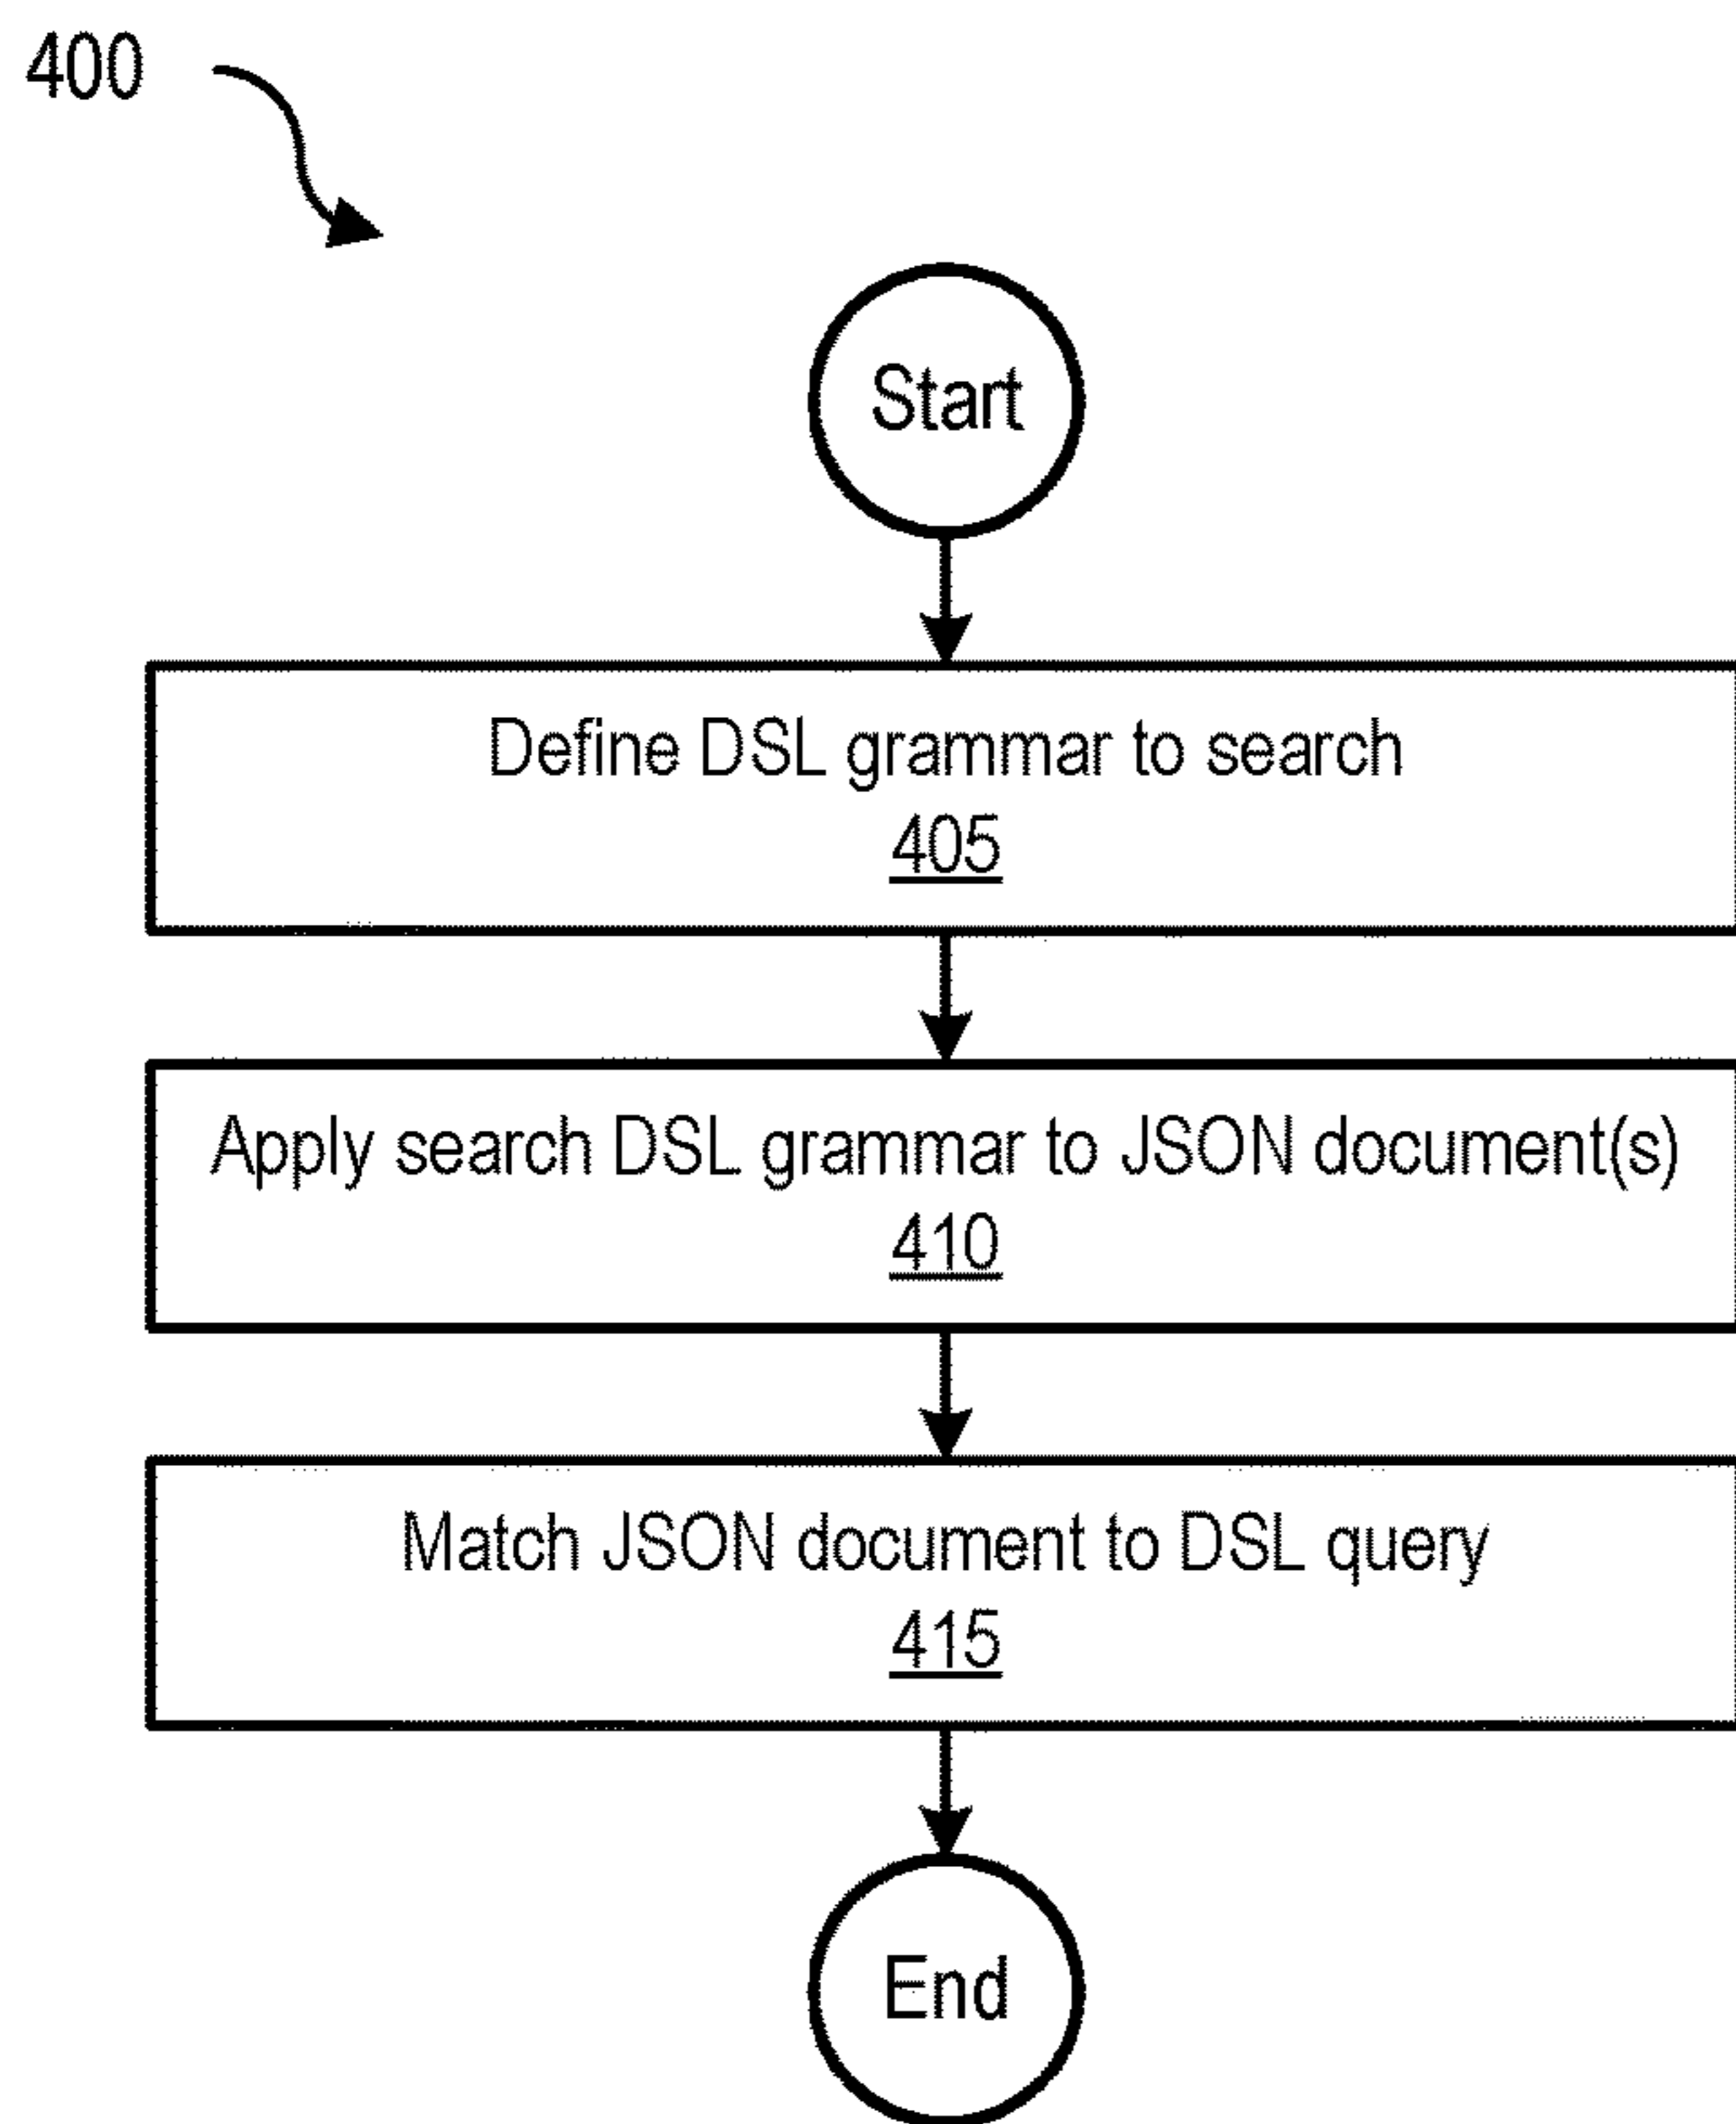 400
Start
Define DSL grammar to search
405
Apply search DSL grammar to JSON document(s)
410
Match JSON document to DSL query
415
End